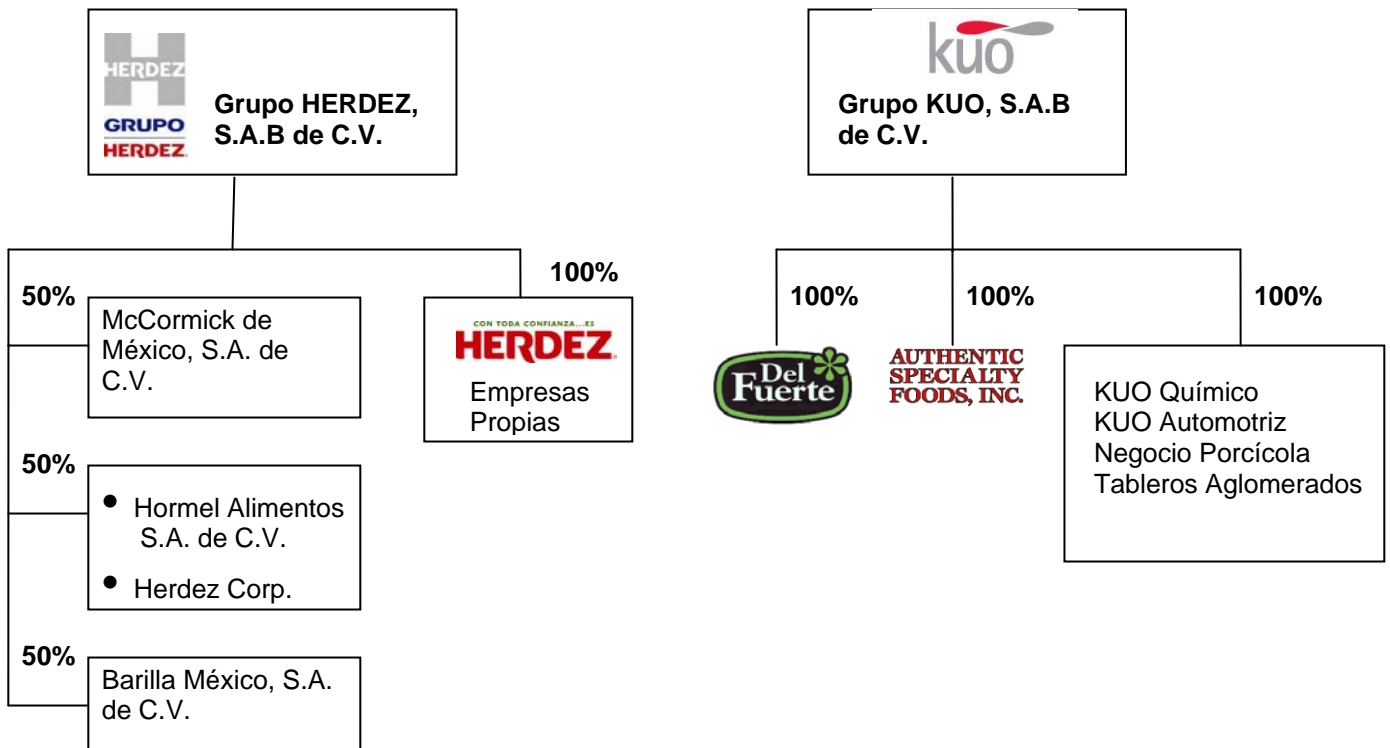 HERDEZ
GRUPO
HERDEZ.
Grupo HERDEZ,
S.A.B de C.V.
kuo
Grupo KUO, S.A.B
de C.V.
50%
McCormick de
México, S.A. de
C.V.
100%
CON TODA CONFIANZA...ES
HERDEZ.
Empresas
Propias
50%
• Hormel Alimentos
S.A. de C.V.
• Herdez Corp.
50%
Barilla México, S.A.
de C.V.
100%
Del
Fuerte
100%
AUTHENTIC
SPECIALTY
FOODS, INC.
100%
KUO Químico
KUO Automotriz
Negocio Porcícola
Tableros Aglomerados